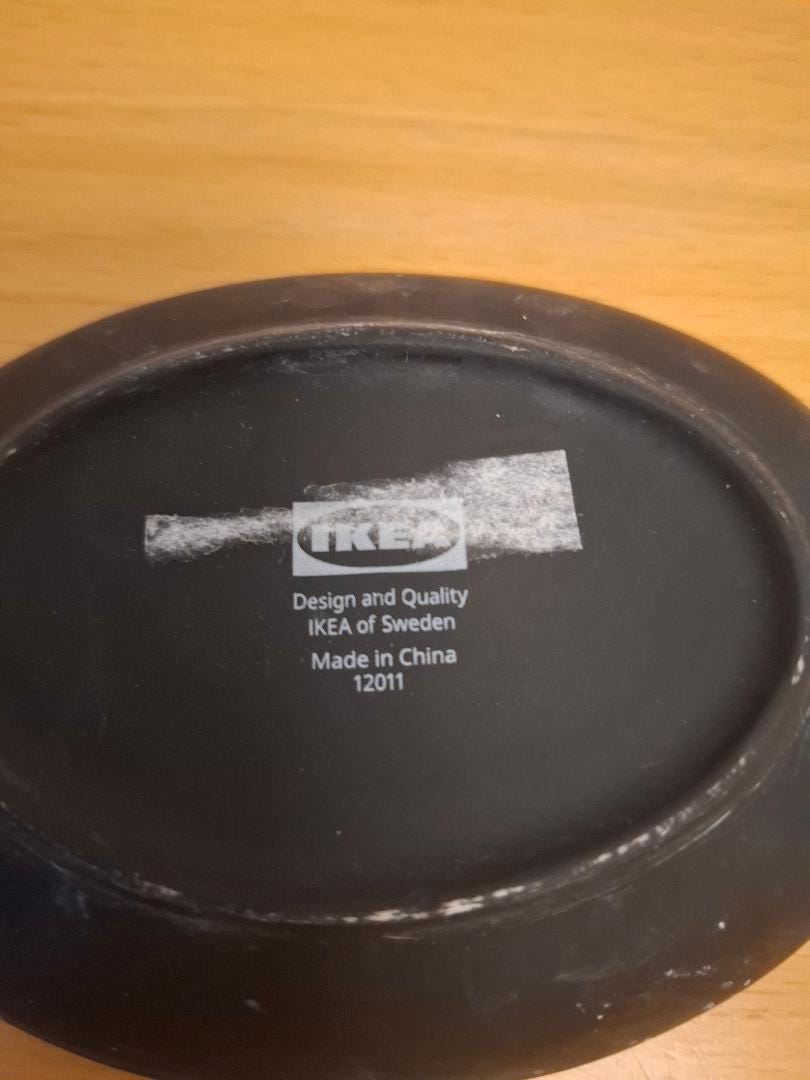 IKEA
Design and Quality
IKEA of Sweden
Made in China
12011